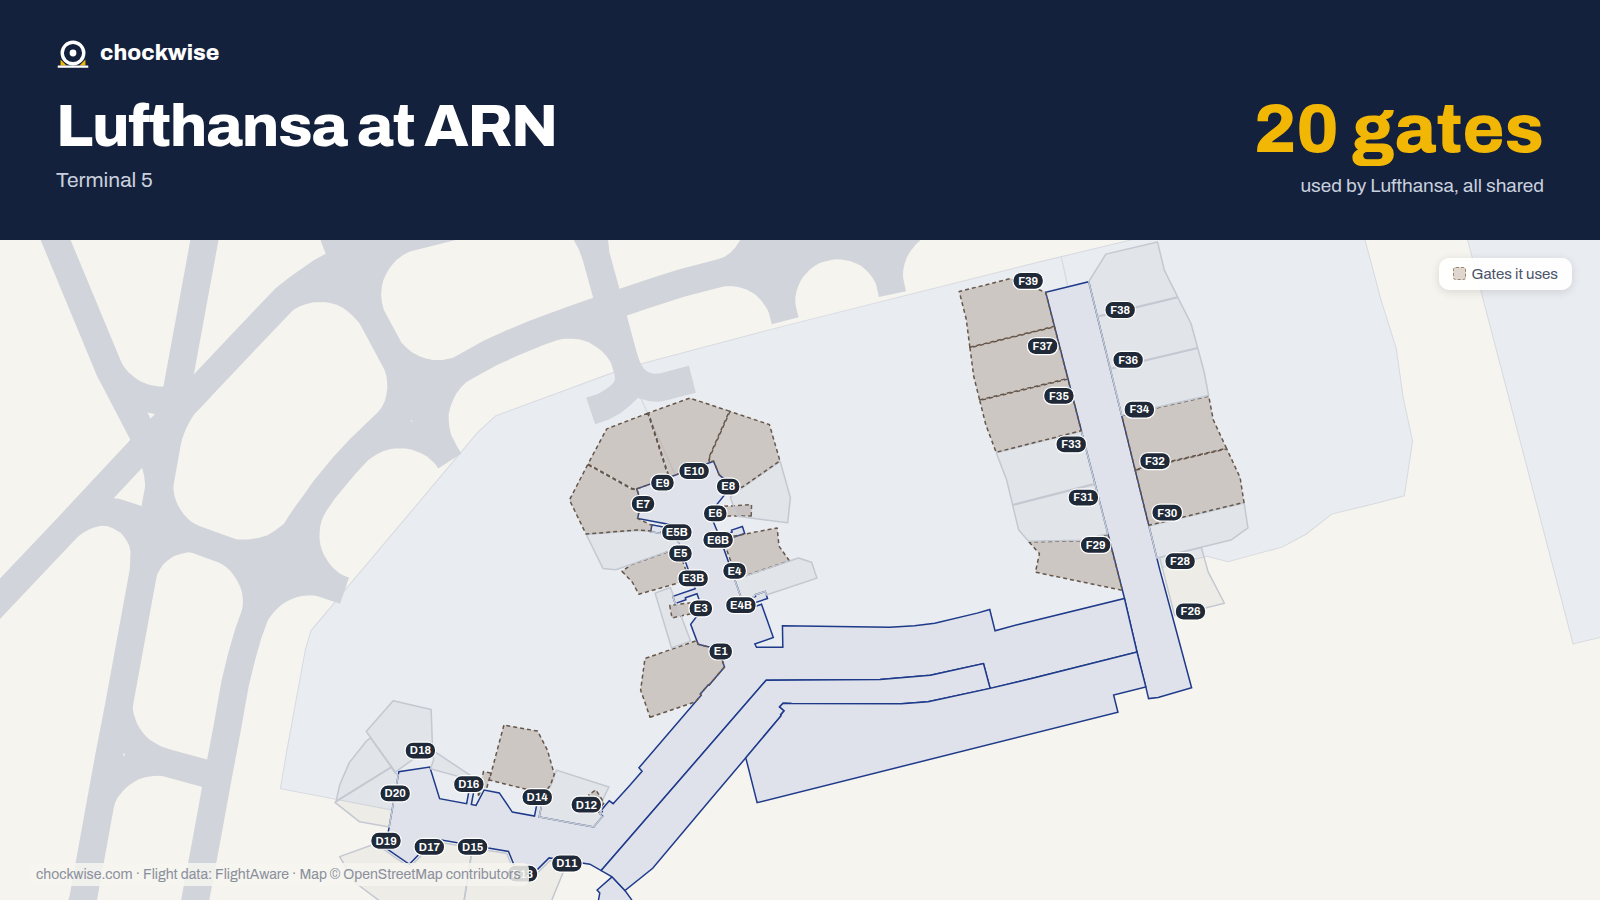 chockwise
Lufthansa at ARN
Terminal 5
20 gates
used by Lufthansa, all shared
Gates it uses
F39
F38
F37
F36
F35
F34
F33
F32
F31
F30
F29
F28
F26
E10
E9
E8
E7
E6
E5B
E6B
E5
E4
E3B
E4B
E3
E1
D18
D16
D20
D14
D12
D19
D17
D15
D11
chockwise.com · Flight data: FlightAware · Map © OpenStreetMap contributors